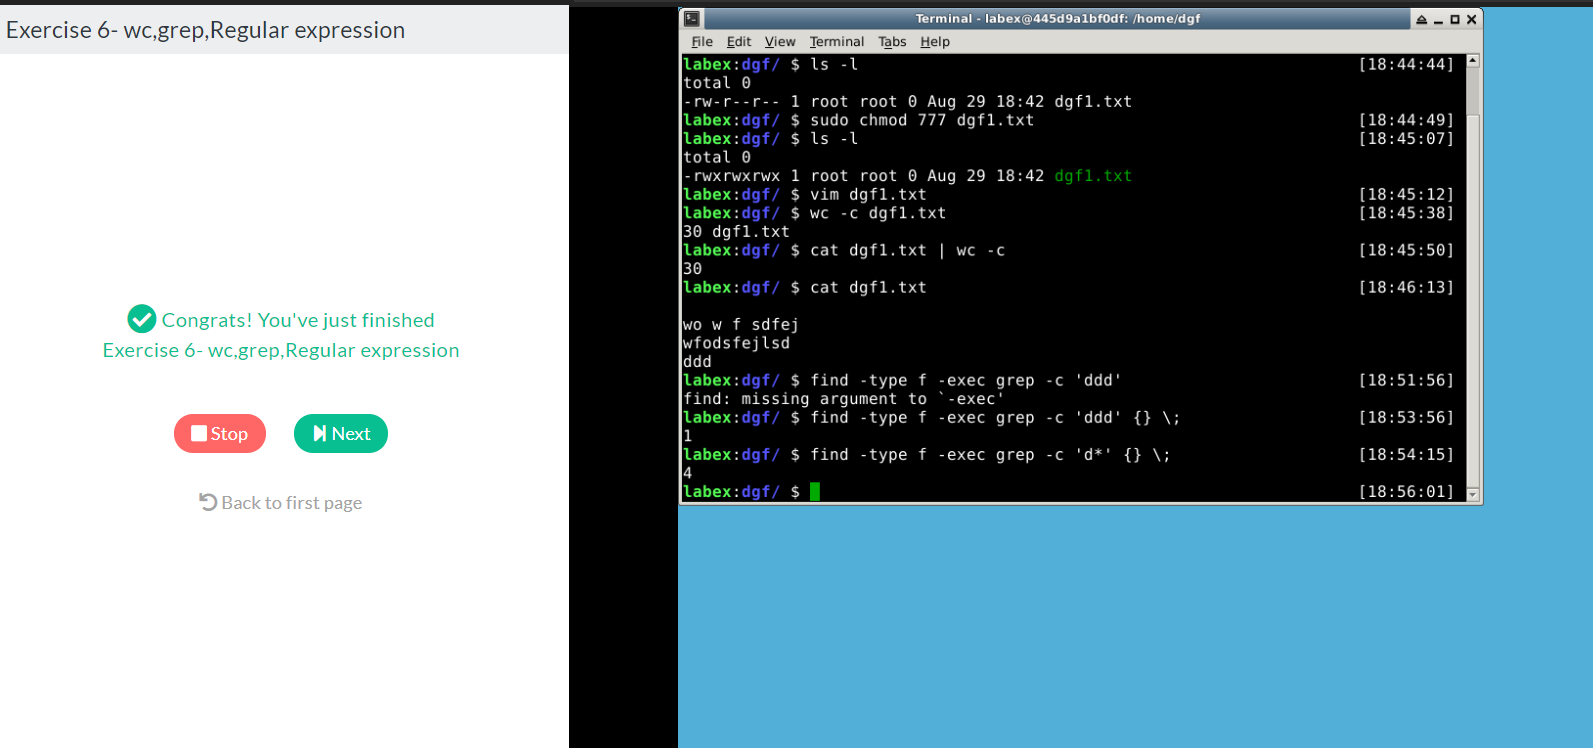 Exercise 6- wc,grep,Regular expression
Congrats! You've just finished
Exercise 6- wc,grep,Regular expression
Stop
Next
Back to first page
Terminal - labex@445d9a1bf0df: /home/dgf
File Edit View Terminal Tabs Help
labex:dgf/ $ ls -l [18:44:44]
total 0
-rw-r--r-- 1 root root 0 Aug 29 18:42 dgf1.txt
labex:dgf/ $ sudo chmod 777 dgf1.txt [18:44:49]
labex:dgf/ $ ls -l [18:45:07]
total 0
-rwxrwxrwx 1 root root 0 Aug 29 18:42 dgf1.txt
labex:dgf/ $ vim dgf1.txt [18:45:12]
labex:dgf/ $ wc -c dgf1.txt [18:45:38]
30 dgf1.txt
labex:dgf/ $ cat dgf1.txt | wc -c [18:45:50]
30
labex:dgf/ $ cat dgf1.txt [18:46:13]
wo w f sdfej
wfodsfejlsd
ddd
labex:dgf/ $ find -type f -exec grep -c 'ddd' [18:51:56]
find: missing argument to `-exec'
labex:dgf/ $ find -type f -exec grep -c 'ddd' {} \; [18:53:56]
1
labex:dgf/ $ find -type f -exec grep -c 'd*' {} \; [18:54:15]
4
labex:dgf/ $ [18:56:01]